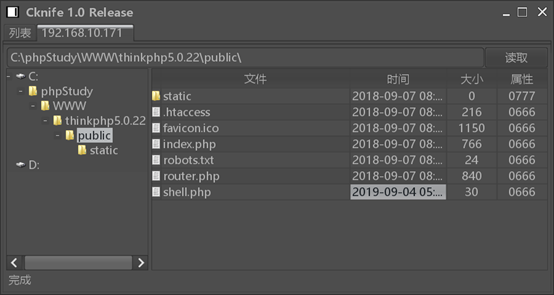 Cknife 1.0 Release
列表 192.168.10.171
C:\phpStudy\WWW\thinkphp5.0.22\public\ 读取
C:
phpStudy
WWW
thinkphp5.0.22
public
static
D:
文件 时间 大小 属性
static 2018-09-07 08:... 0 0777
.htaccess 2018-09-07 08:... 216 0666
favicon.ico 2018-09-07 08:... 1150 0666
index.php 2018-09-07 08:... 766 0666
robots.txt 2018-09-07 08:... 24 0666
router.php 2018-09-07 08:... 840 0666
shell.php 2019-09-04 05:... 30 0666
完成